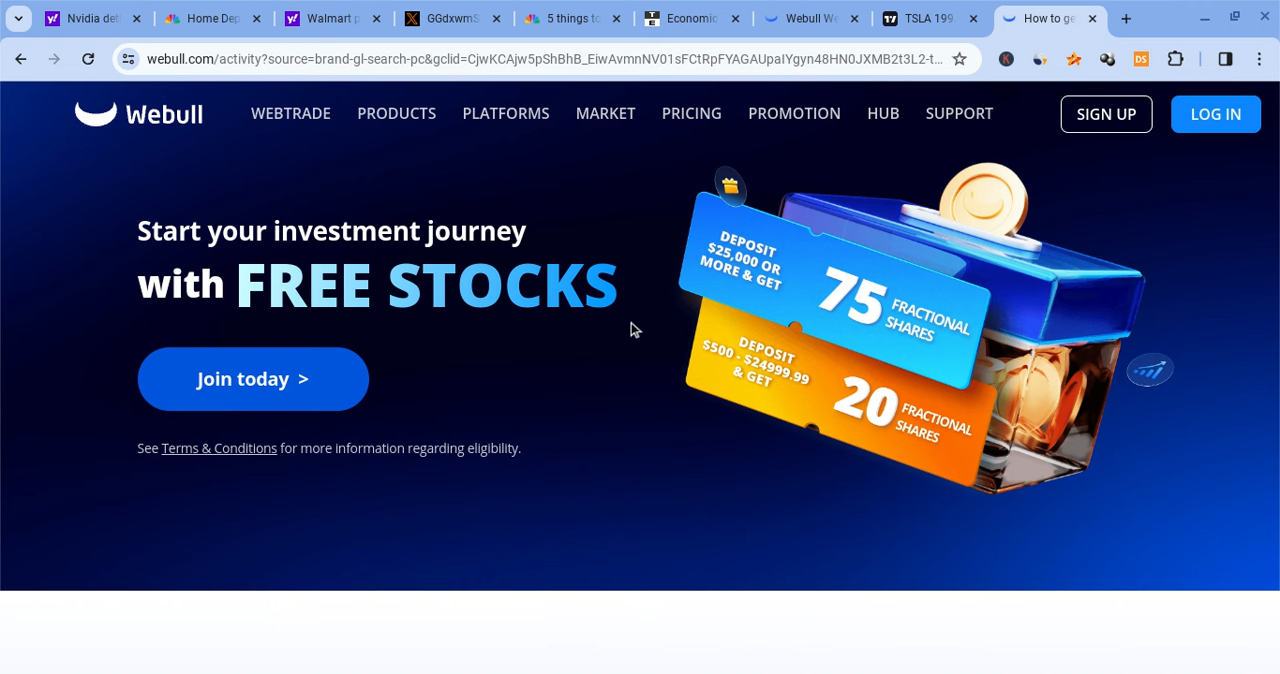 Nvidia det
Home Dep
Walmart p
GGdxwmS
5 things to
Economic
Webull We
TSLA 199.
How to ge
webull.com/activity?source=brand-gl-search-pc&gclid=CjwKCAjw5pShBhB_EiwAvmnNV01sFCtRpFYAGAUpaIYgyn48HN0JXMB2t3L2-t...
Webull
WEBTRADE
PRODUCTS
PLATFORMS
MARKET
PRICING
PROMOTION
HUB
SUPPORT
SIGN UP
LOG IN
Start your investment journey
with FREE STOCKS
Join today >
See Terms & Conditions for more information regarding eligibility.
DEPOSIT
$25,000 OR
MORE & GET
75 FRACTIONAL
SHARES
DEPOSIT
$500 - $24999.99
& GET
20 FRACTIONAL
SHARES